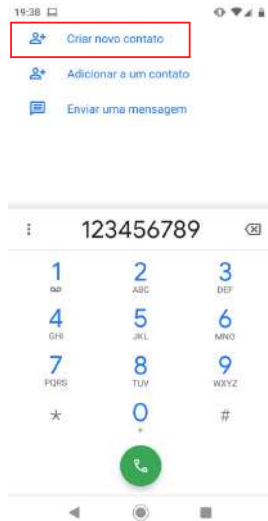 19:38
Criar novo contato
Adicionar a um contato
Enviar uma mensagem
123456789
1 2 3
ABC DEF
4 5 6
GHI JKL MNO
7 8 9
PQRS TUV WXYZ
* 0 #
+